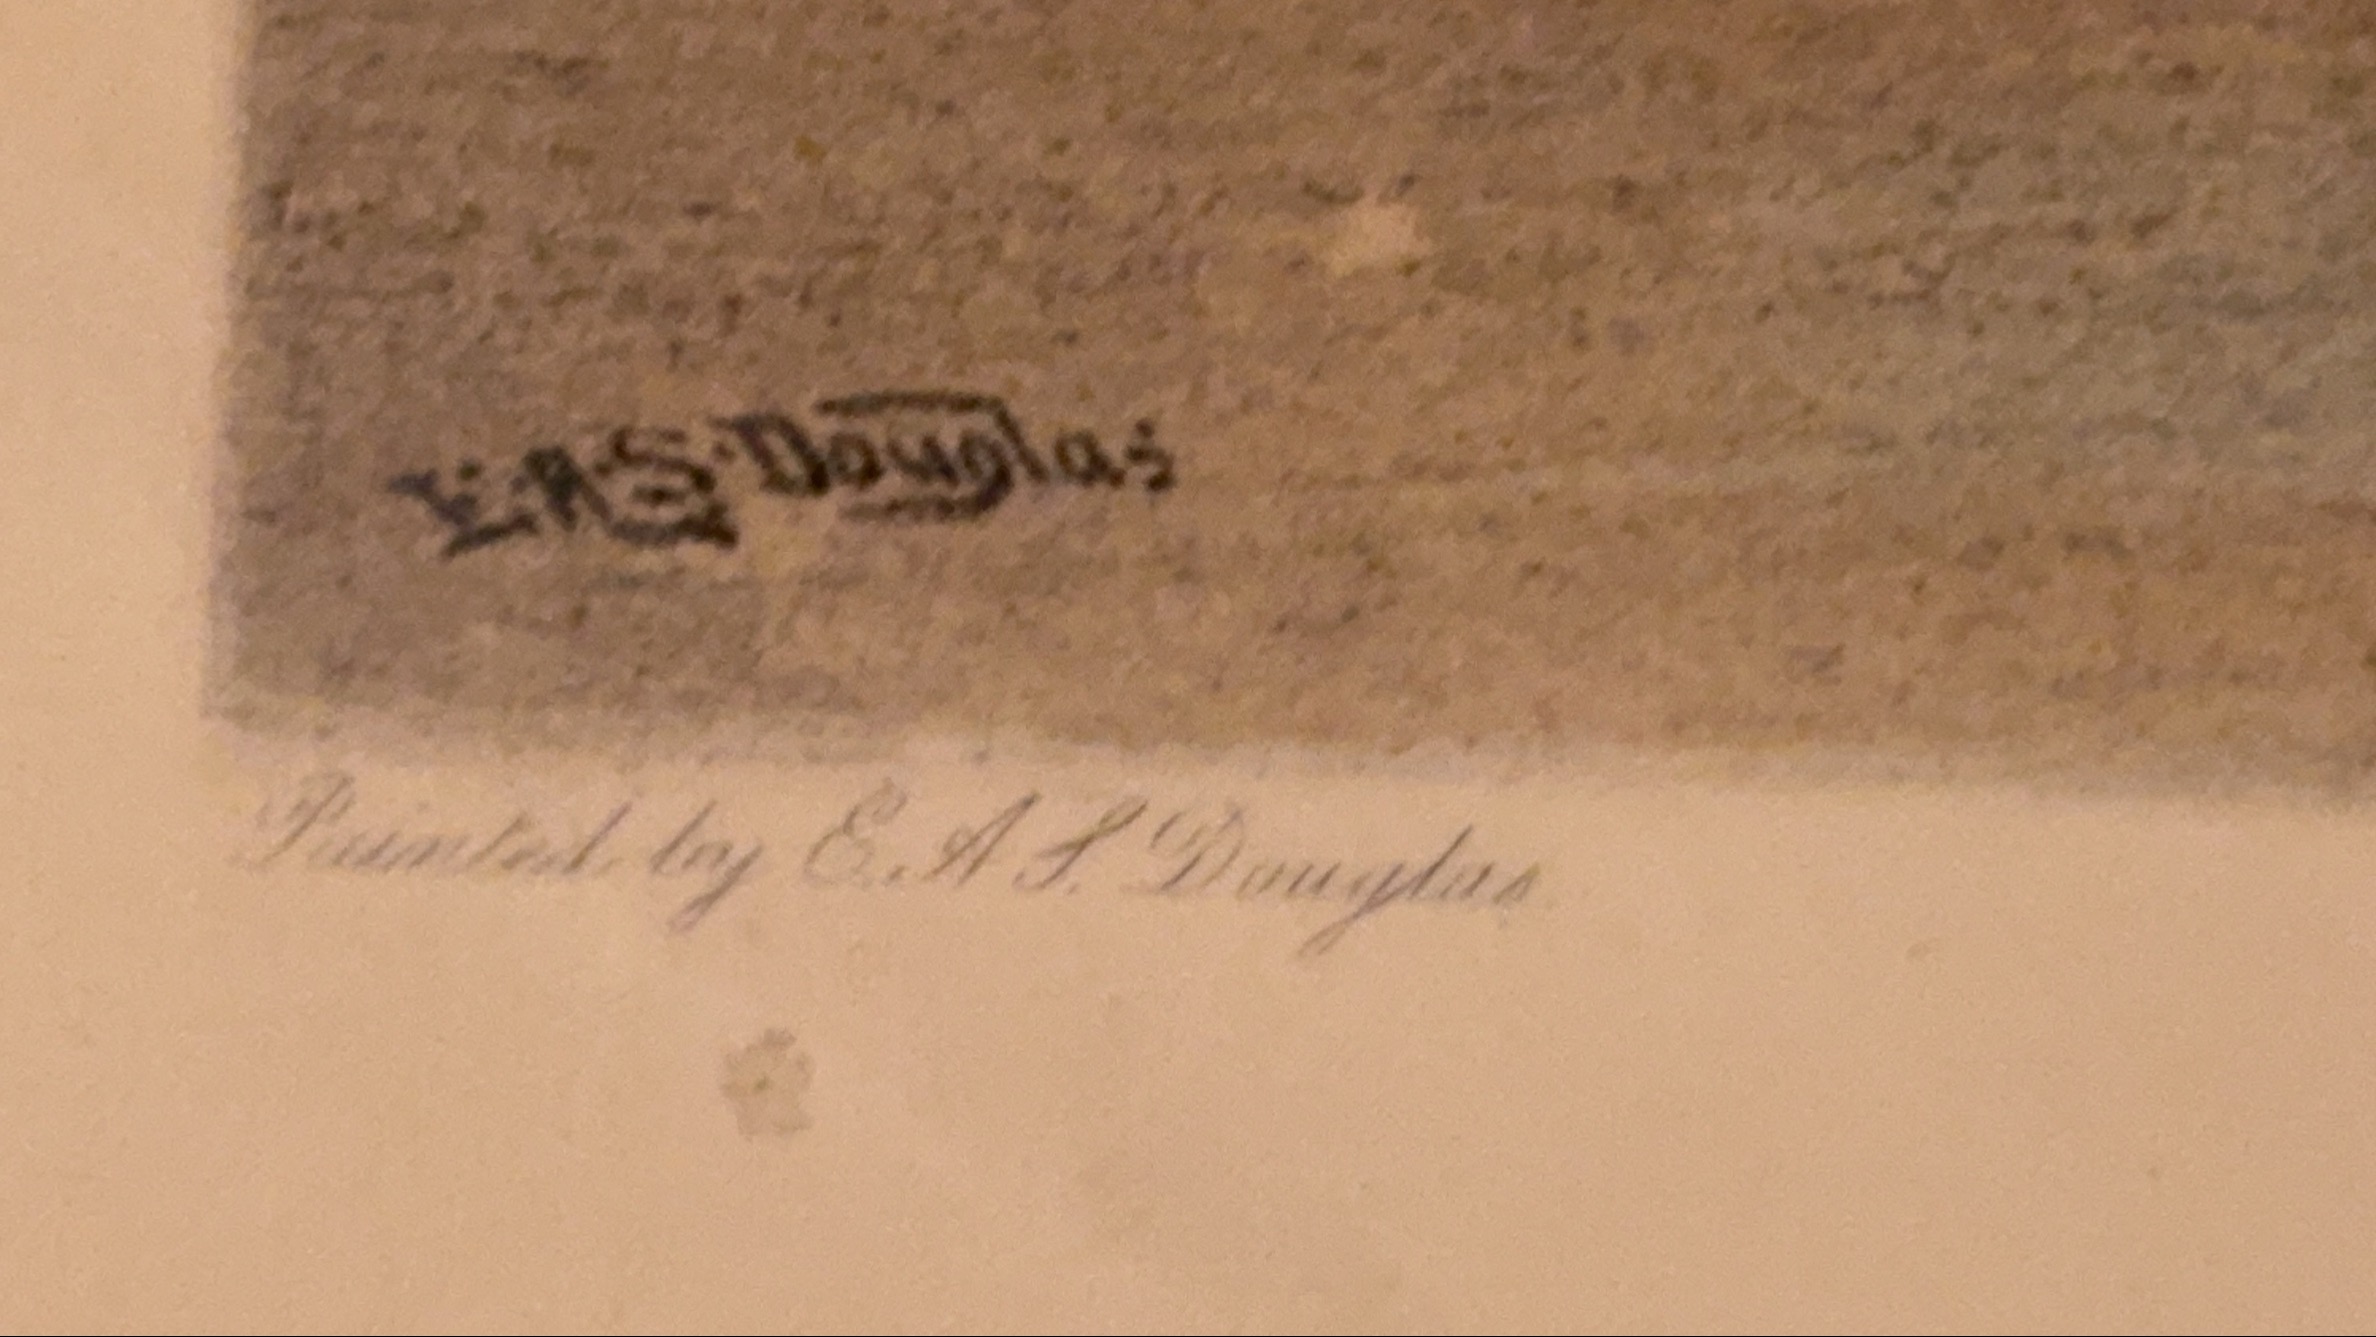 E.A.S. Douglas
Painted by E. A. S. Douglas